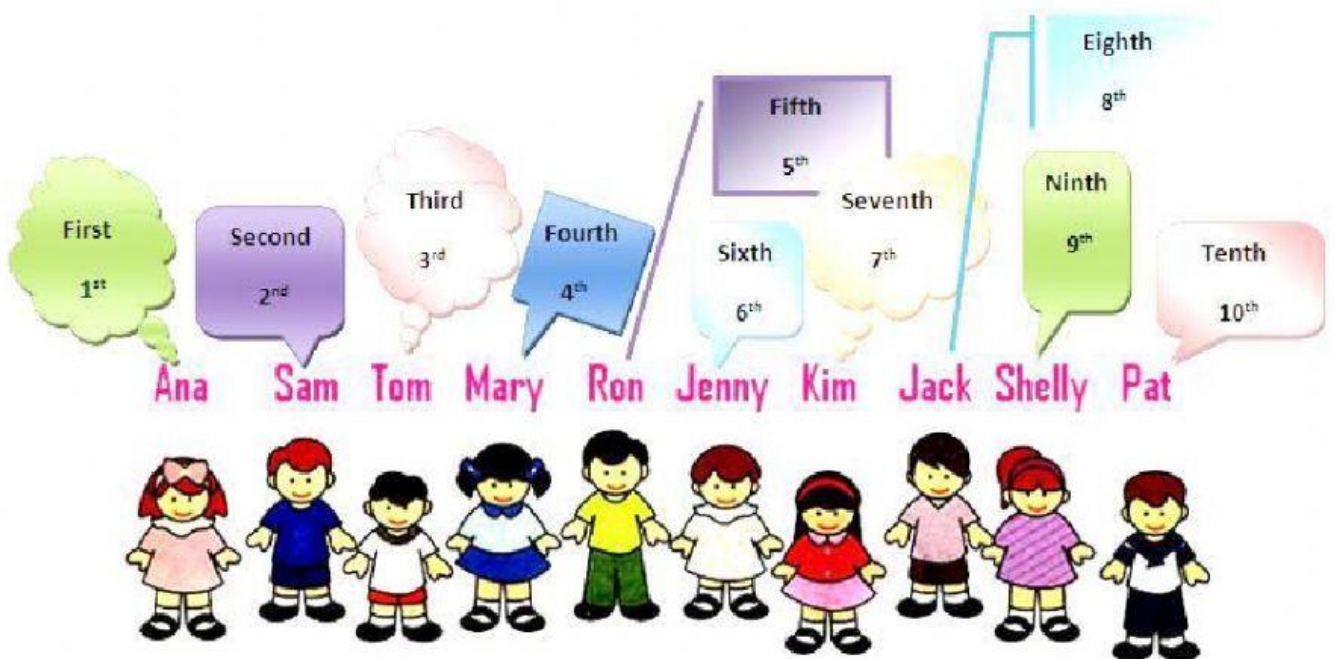 First
1st
Second
2nd
Third
3rd
Fourth
4th
Fifth
5th
Sixth
6th
Seventh
7th
Eighth
8th
Ninth
9th
Tenth
10th
Ana Sam Tom Mary Ron Jenny Kim Jack Shelly Pat